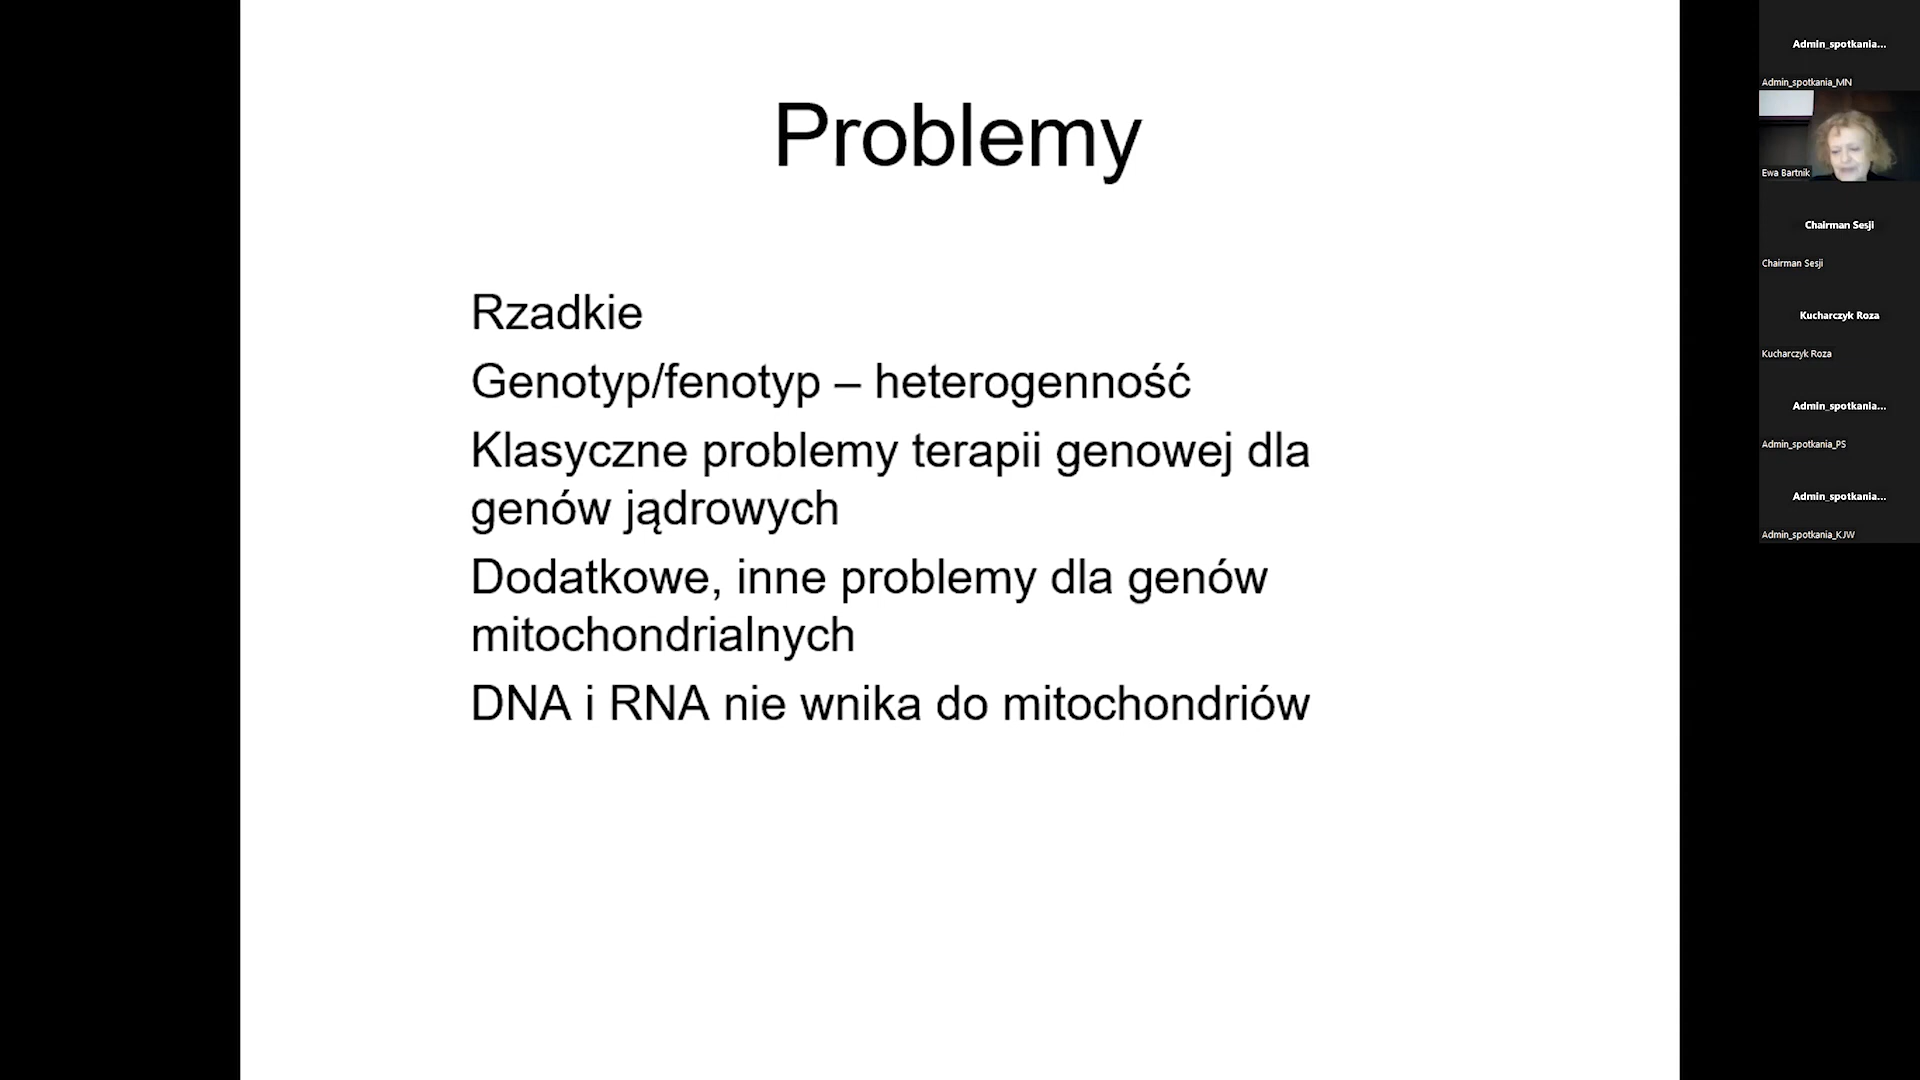 Problemy
Rzadkie
Genotyp/fenotyp – heterogenność
Klasyczne problemy terapii genowej dla
genów jądrowych
Dodatkowe, inne problemy dla genów
mitochondrialnych
DNA i RNA nie wnika do mitochondriów
Admin_spotkania...
Admin_spotkania_MN
Ewa Bartnik
Chairman Sesji
Chairman Sesji
Kucharczyk Roza
Kucharczyk Roza
Admin_spotkania...
Admin_spotkania_PS
Admin_spotkania...
Admin_spotkania_KJW